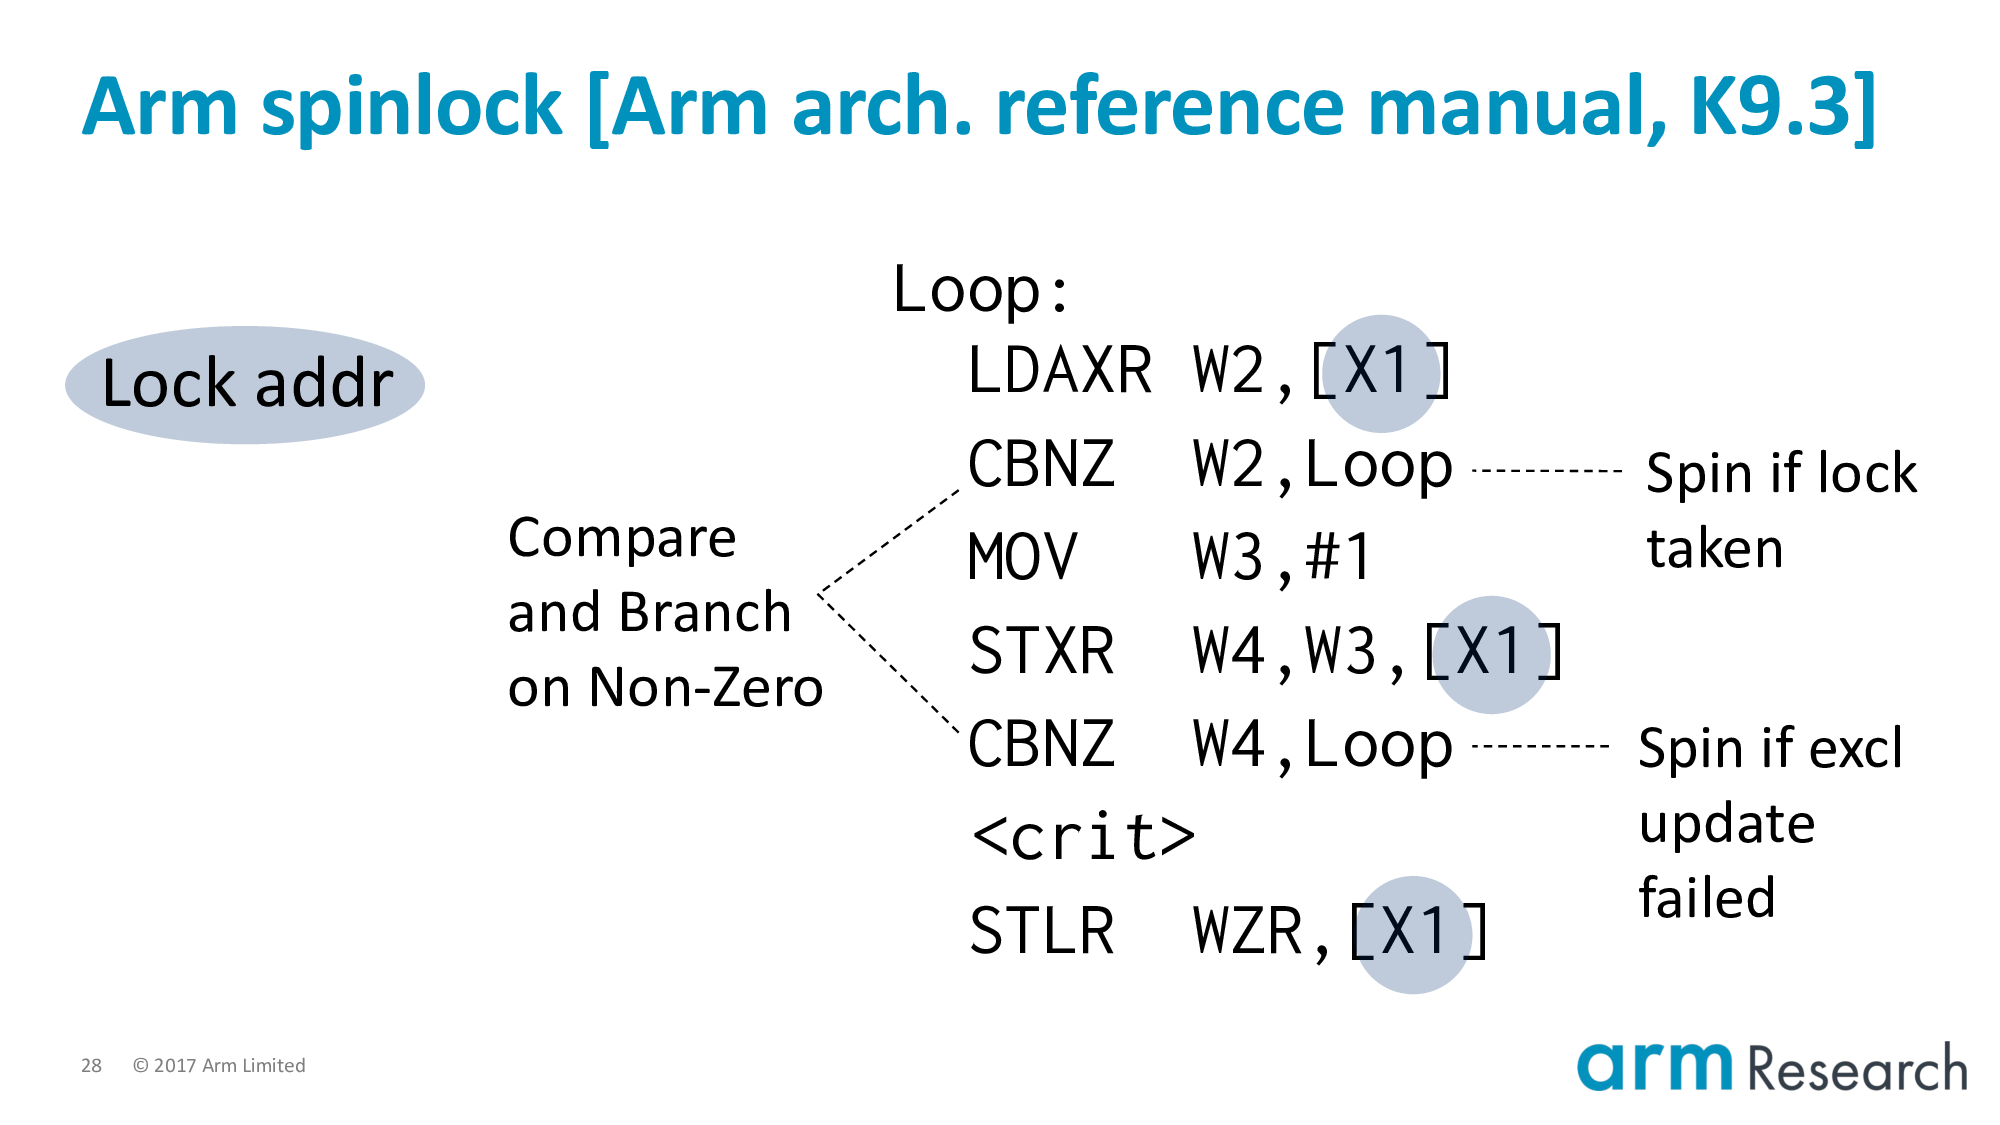 Arm spinlock [Arm arch. reference manual, K9.3]
Lock addr
Compare
and Branch
on Non-Zero
Loop:
LDAXR W2,[X1]
CBNZ W2,Loop
MOV W3,#1
STXR W4,W3,[X1]
CBNZ W4,Loop
<crit>
STLR WZR,[X1]
Spin if lock
taken
Spin if excl
update
failed
28 © 2017 Arm Limited
arm Research